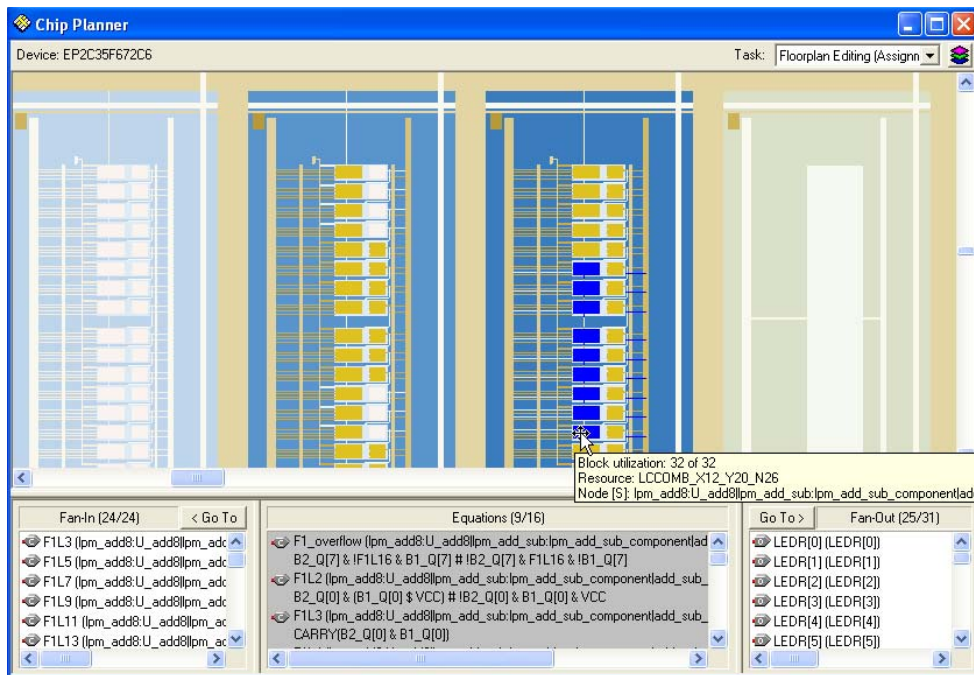 Chip Planner
Device: EP2C35F672C6
Task: Floorplan Editing (Assignn
Block utilization: 32 of 32
Resource: LCCOMB_X12_Y20_N26
Node [S]: lpm_add8:U_add8|lpm_add_sub:lpm_add_sub_component|add
Fan-In (24/24)
< Go To
Equations (9/16)
Go To >
Fan-Out (25/31)
F1L3 (lpm_add8:U_add8|lpm_adc
F1L5 (lpm_add8:U_add8|lpm_adc
F1L7 (lpm_add8:U_add8|lpm_adc
F1L9 (lpm_add8:U_add8|lpm_adc
F1L11 (lpm_add8:U_add8|lpm_ac
F1L13 (lpm_add8:U_add8|lpm_ac
F1_overflow (lpm_add8:U_add8|lpm_add_sub:lpm_add_sub_component|ad
B2_Q[7] & !F1L16 & B1_Q[7] # !B2_Q[7] & F1L16 & !B1_Q[7]
F1L2 (lpm_add8:U_add8|lpm_add_sub:lpm_add_sub_component|add_sub_
B2_Q[0] & (B1_Q[0] $ VCC) # !B2_Q[0] & B1_Q[0] & VCC
F1L3 (lpm_add8:U_add8|lpm_add_sub:lpm_add_sub_component|add_sub_
CARRY(B2_Q[0] & B1_Q[0])
LEDR[0] (LEDR[0])
LEDR[1] (LEDR[1])
LEDR[2] (LEDR[2])
LEDR[3] (LEDR[3])
LEDR[4] (LEDR[4])
LEDR[5] (LEDR[5])